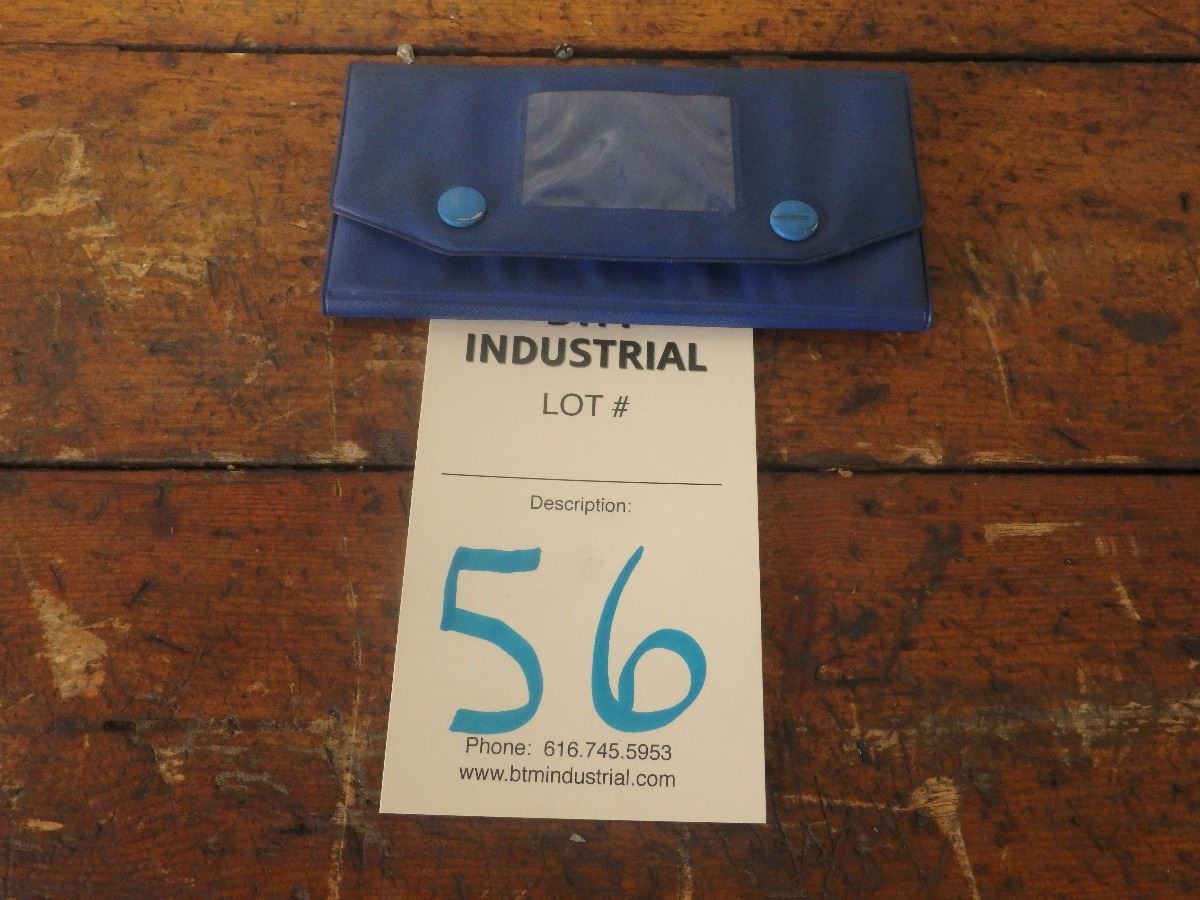 INDUSTRIAL
LOT #
Description:
56
Phone: 616.745.5953
www.btmindustrial.com